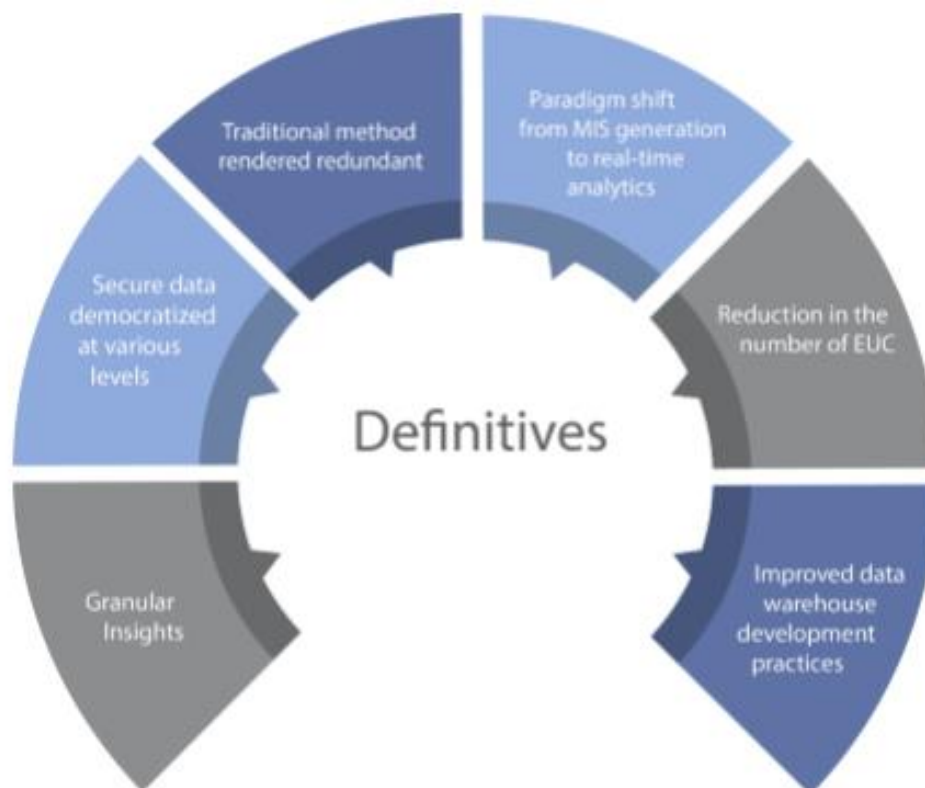 Traditional method
rendered redundant
Paradigm shift
from MIS generation
to real-time
analytics
Secure data
democratized
at various
levels
Reduction in the
number of EUC
Definitives
Granular
Insights
Improved data
warehouse
development
practices